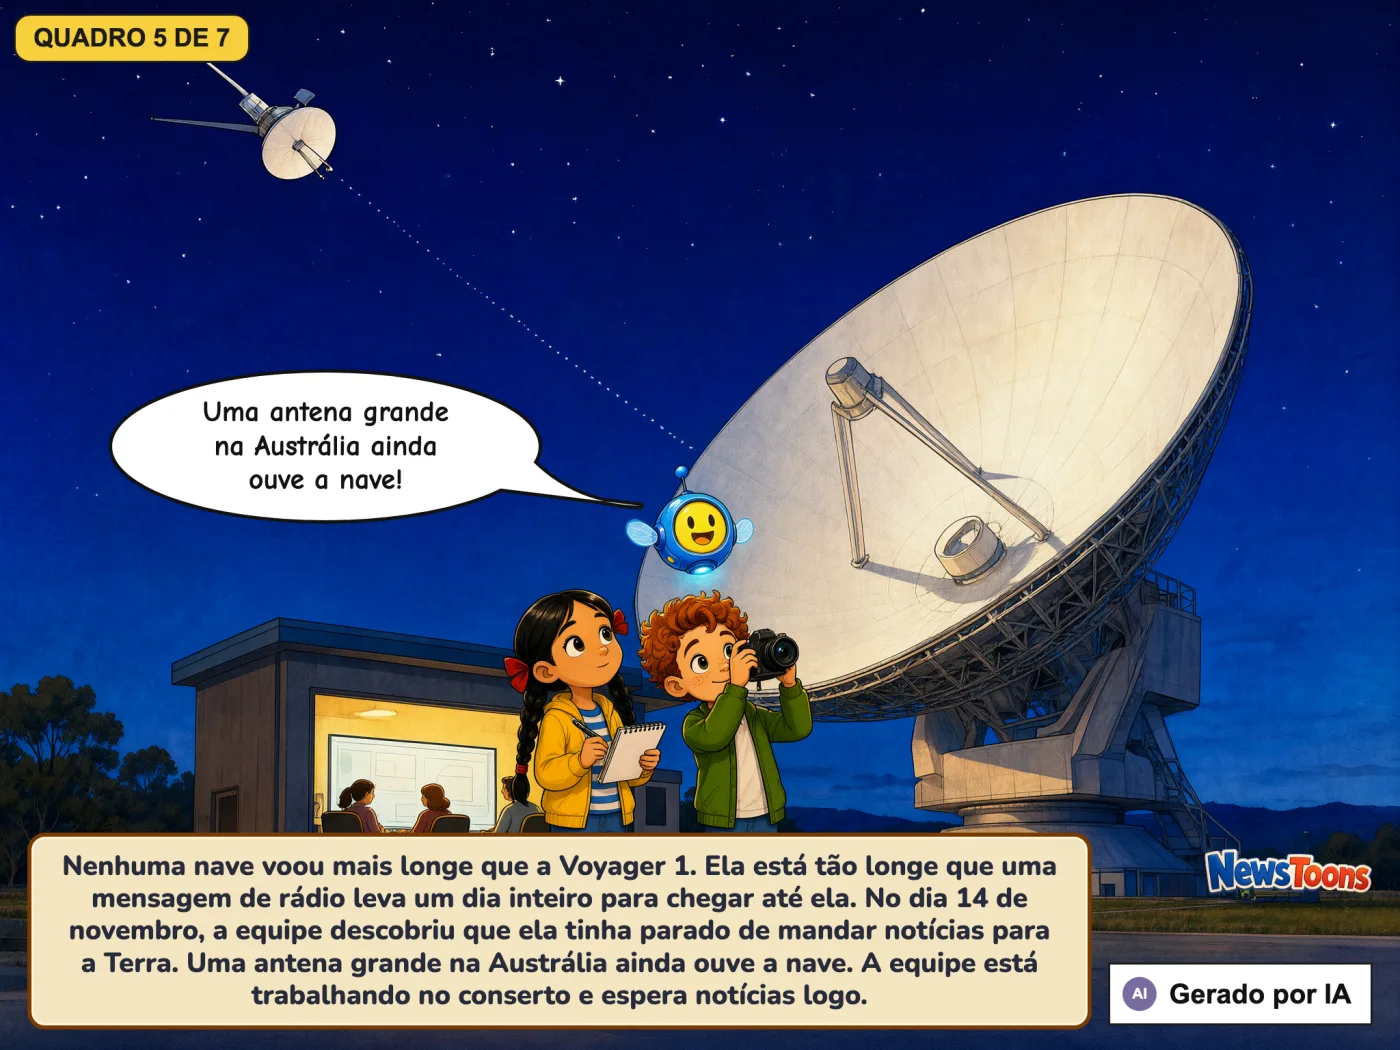 QUADRO 5 DE 7
Uma antena grande
na Austrália ainda
ouve a nave!
Nenhuma nave voou mais longe que a Voyager 1. Ela está tão longe que uma
mensagem de rádio leva um dia inteiro para chegar até ela. No dia 14 de
novembro, a equipe descobriu que ela tinha parado de mandar notícias para
a Terra. Uma antena grande na Austrália ainda ouve a nave. A equipe está
trabalhando no conserto e espera notícias logo.
NEWSTOONS
AI Gerado por IA